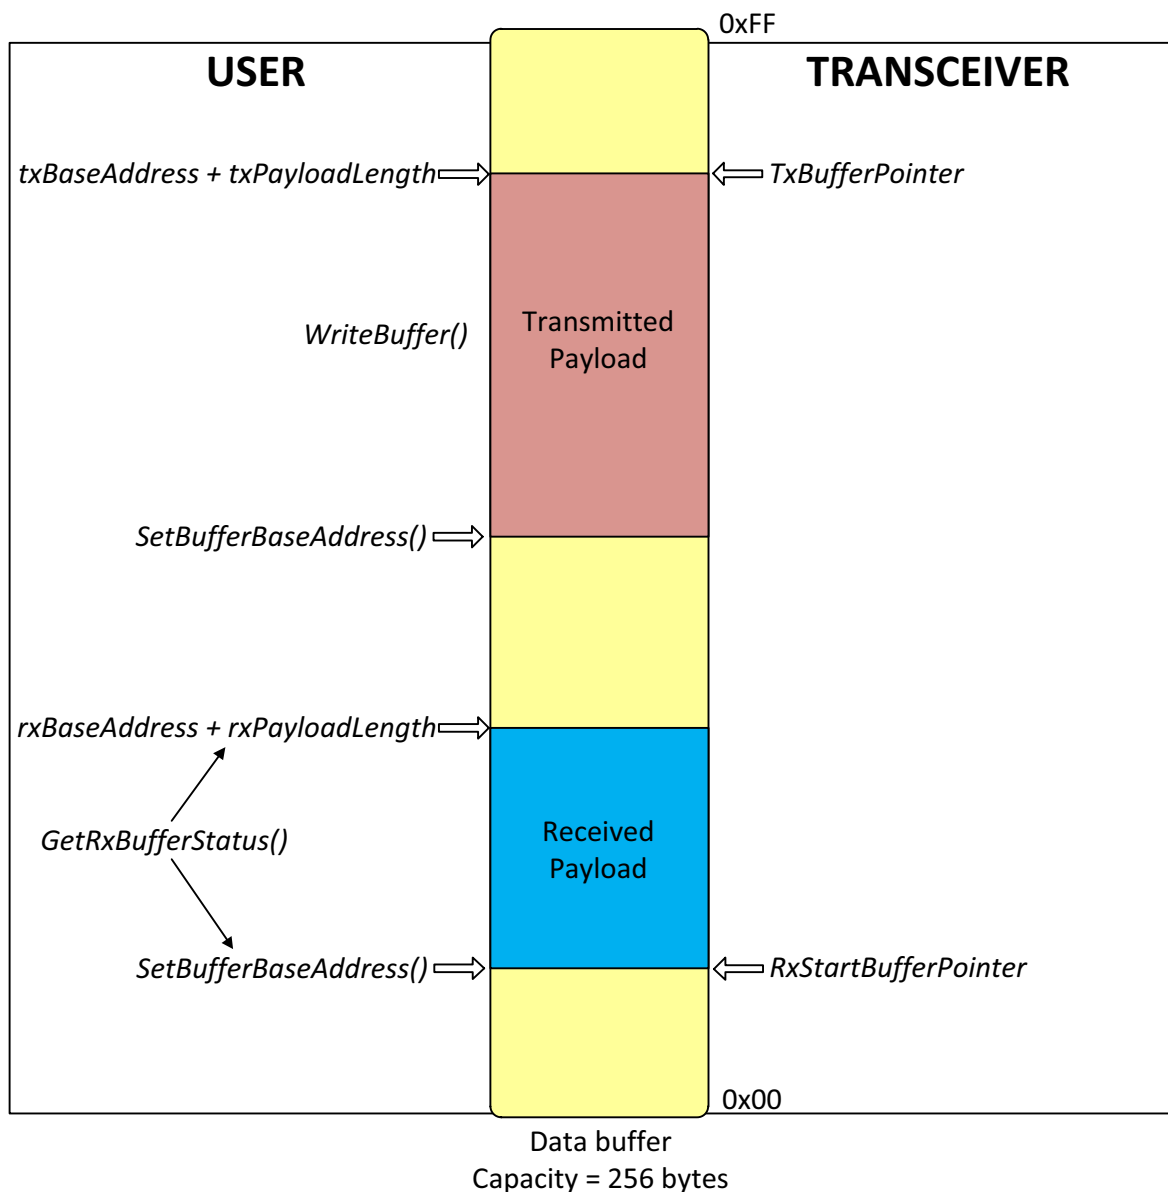 0xFF
USER
TRANSCEIVER
txBaseAddress + txPayloadLength
TxBufferPointer
WriteBuffer()
Transmitted
Payload
SetBufferBaseAddress()
rxBaseAddress + rxPayloadLength
GetRxBufferStatus()
Received
Payload
SetBufferBaseAddress()
RxStartBufferPointer
0x00
Data buffer
Capacity = 256 bytes